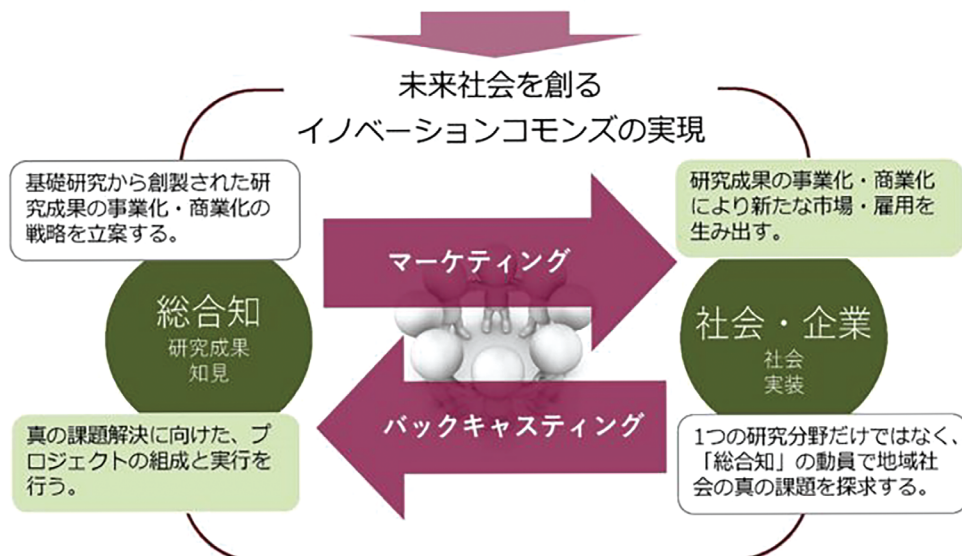 未来社会を創る
イノベーションコモンズの実現
基礎研究から創製された研
究成果の事業化・商業化の
戦略を立案する。
研究成果の事業化・商業化
により新たな市場・雇用を
生み出す。
マーケティング
総合知
研究成果
知見
社会・企業
社会
実装
バックキャスティング
真の課題解決に向けた、プ
ロジェクトの組成と実行を
行う。
1つの研究分野だけではなく、
「総合知」の動員で地域社
会の真の課題を探求する。